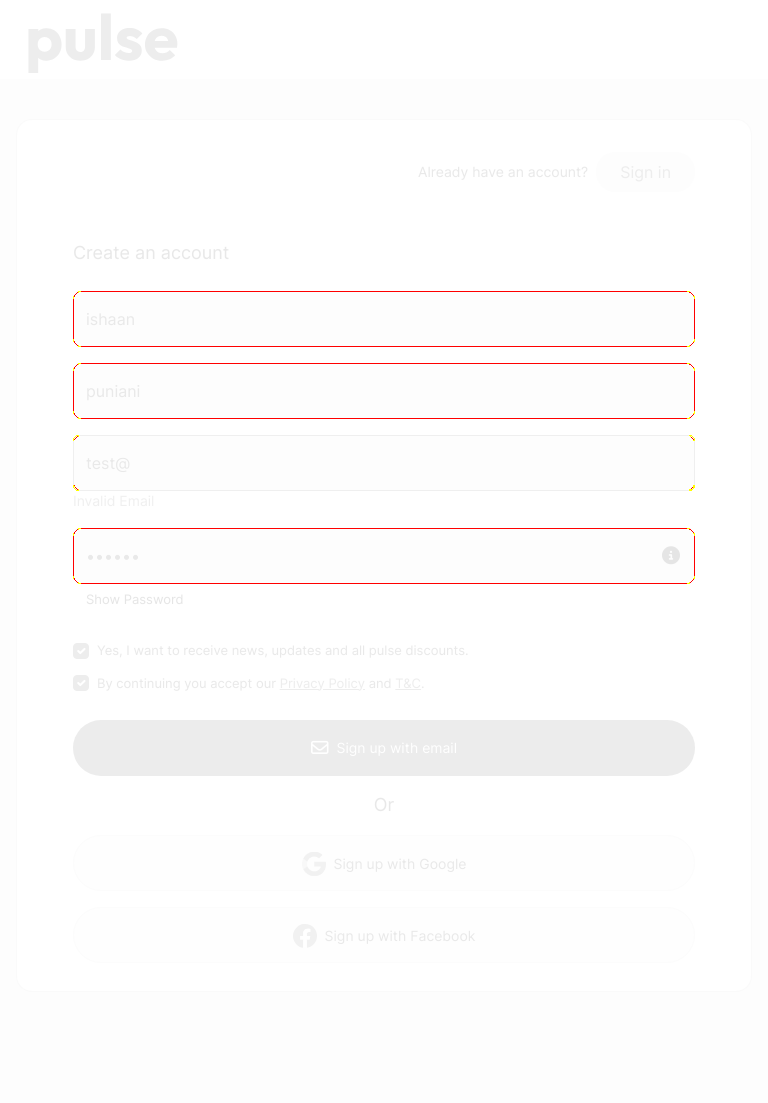 pulse
Already have an account? Sign in
Create an account
ishaan
puniani
test@
Invalid Email
••••••
Show Password
Yes, I want to receive news, updates and all pulse discounts.
By continuing you accept our Privacy Policy and T&C.
Sign up with email
Or
Sign up with Google
Sign up with Facebook